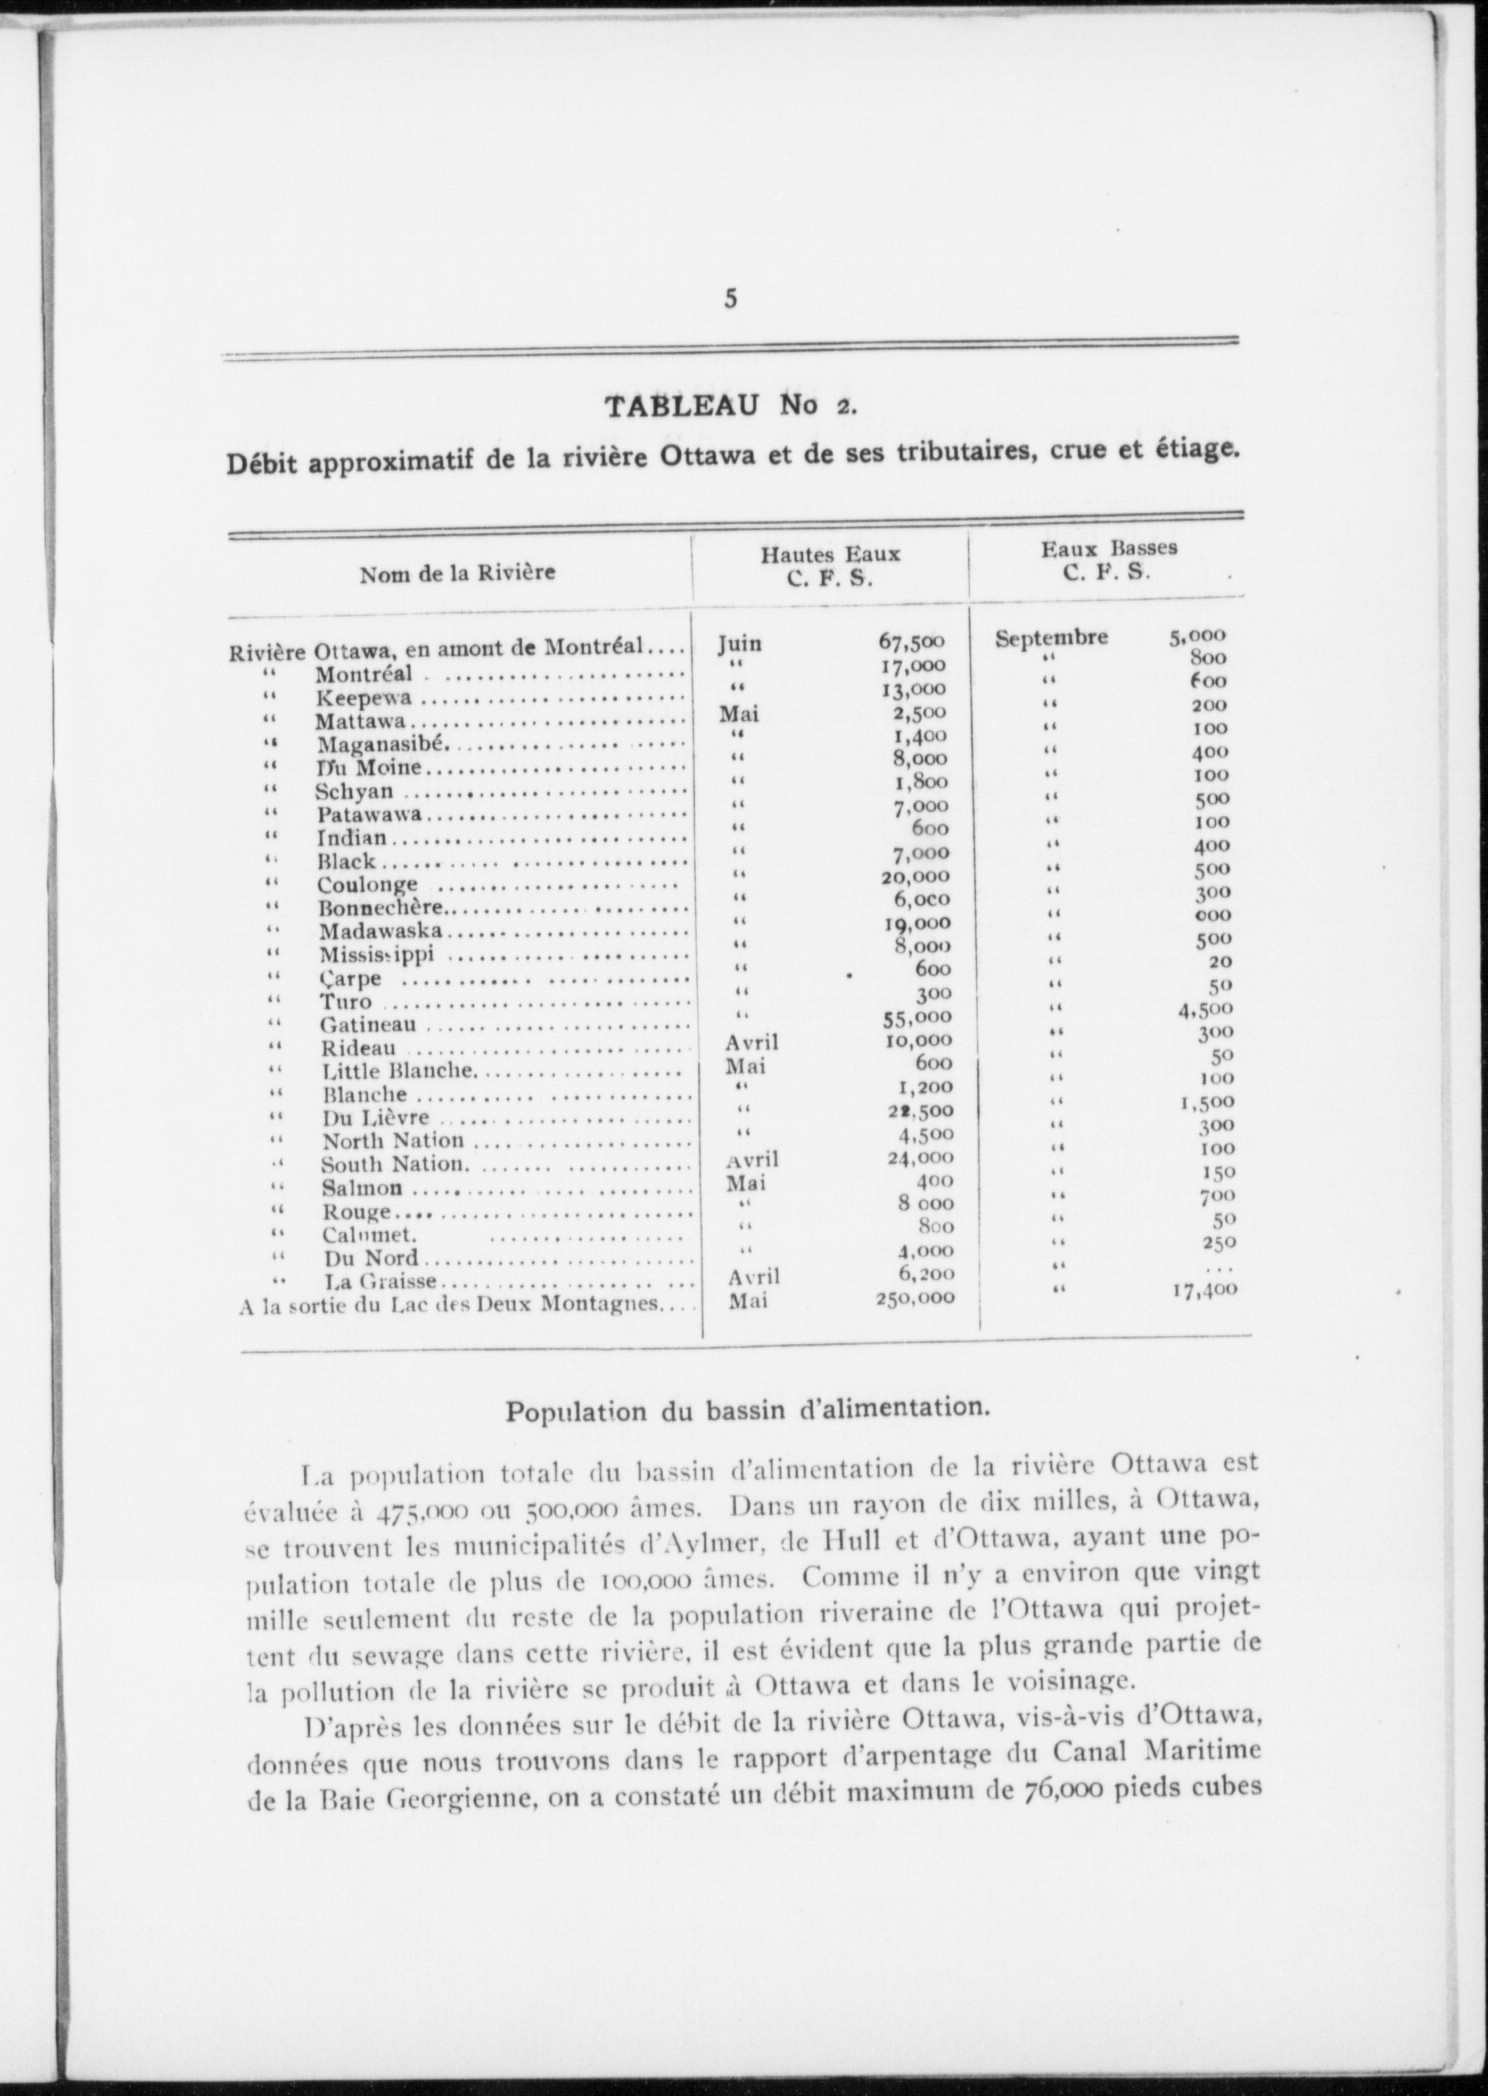 5
TABLEAU No 2.
Débit approximatif de la rivière Ottawa et de ses tributaires, crue et étiage.
Nom de la Rivière Hautes Eaux C. F. S. Eaux Basses C. F. S.
Rivière Ottawa, en amont de Montréal.... Juin 67,500 Septembre 5,000
“ Montréal “ 17,000 “ 800
“ Keepewa “ 13,000 “ 600
“ Mattawa Mai 2,500 “ 200
“ Maganasibé. “ 1,400 “ 100
“ Du Moine “ 8,000 “ 400
“ Schyan “ 1,800 “ 100
“ Patawawa “ 7,000 “ 500
“ Indian “ 600 “ 100
“ Black “ 7,000 “ 400
“ Coulonge “ 20,000 “ 500
“ Bonnechère “ 6,000 “ 300
“ Madawaska “ 19,000 “ 000
“ Mississippi “ 8,000 “ 500
“ Çarpe “ 600 “ 20
“ Turo “ 300 “ 50
“ Gatineau “ 55,000 “ 4,500
“ Rideau Avril 10,000 “ 300
“ Little Blanche. Mai 600 “ 50
“ Blanche “ 1,200 “ 100
“ Du Lièvre “ 22.500 “ 1,500
“ North Nation “ 4,500 “ 300
“ South Nation. Avril 24,000 “ 100
“ Salmon Mai 400 “ 150
“ Rouge “ 8 000 “ 700
“ Calumet. “ 800 “ 50
“ Du Nord “ 4,000 “ 250
“ La Graisse Avril 6,200 “ ...
A la sortie du Lac des Deux Montagnes.... Mai 250,000 “ 17,400
Population du bassin d'alimentation.
La population totale du bassin d'alimentation de la rivière Ottawa est
évaluée à 475,000 ou 500,000 âmes. Dans un rayon de dix milles, à Ottawa,
se trouvent les municipalités d'Aylmer, de Hull et d'Ottawa, ayant une po-
pulation totale de plus de 100,000 âmes. Comme il n'y a environ que vingt
mille seulement du reste de la population riveraine de l'Ottawa qui projet-
tent du sewage dans cette rivière, il est évident que la plus grande partie de
la pollution de la rivière se produit à Ottawa et dans le voisinage.
D'après les données sur le débit de la rivière Ottawa, vis-à-vis d'Ottawa,
données que nous trouvons dans le rapport d'arpentage du Canal Maritime
de la Baie Georgienne, on a constaté un débit maximum de 76,000 pieds cubes